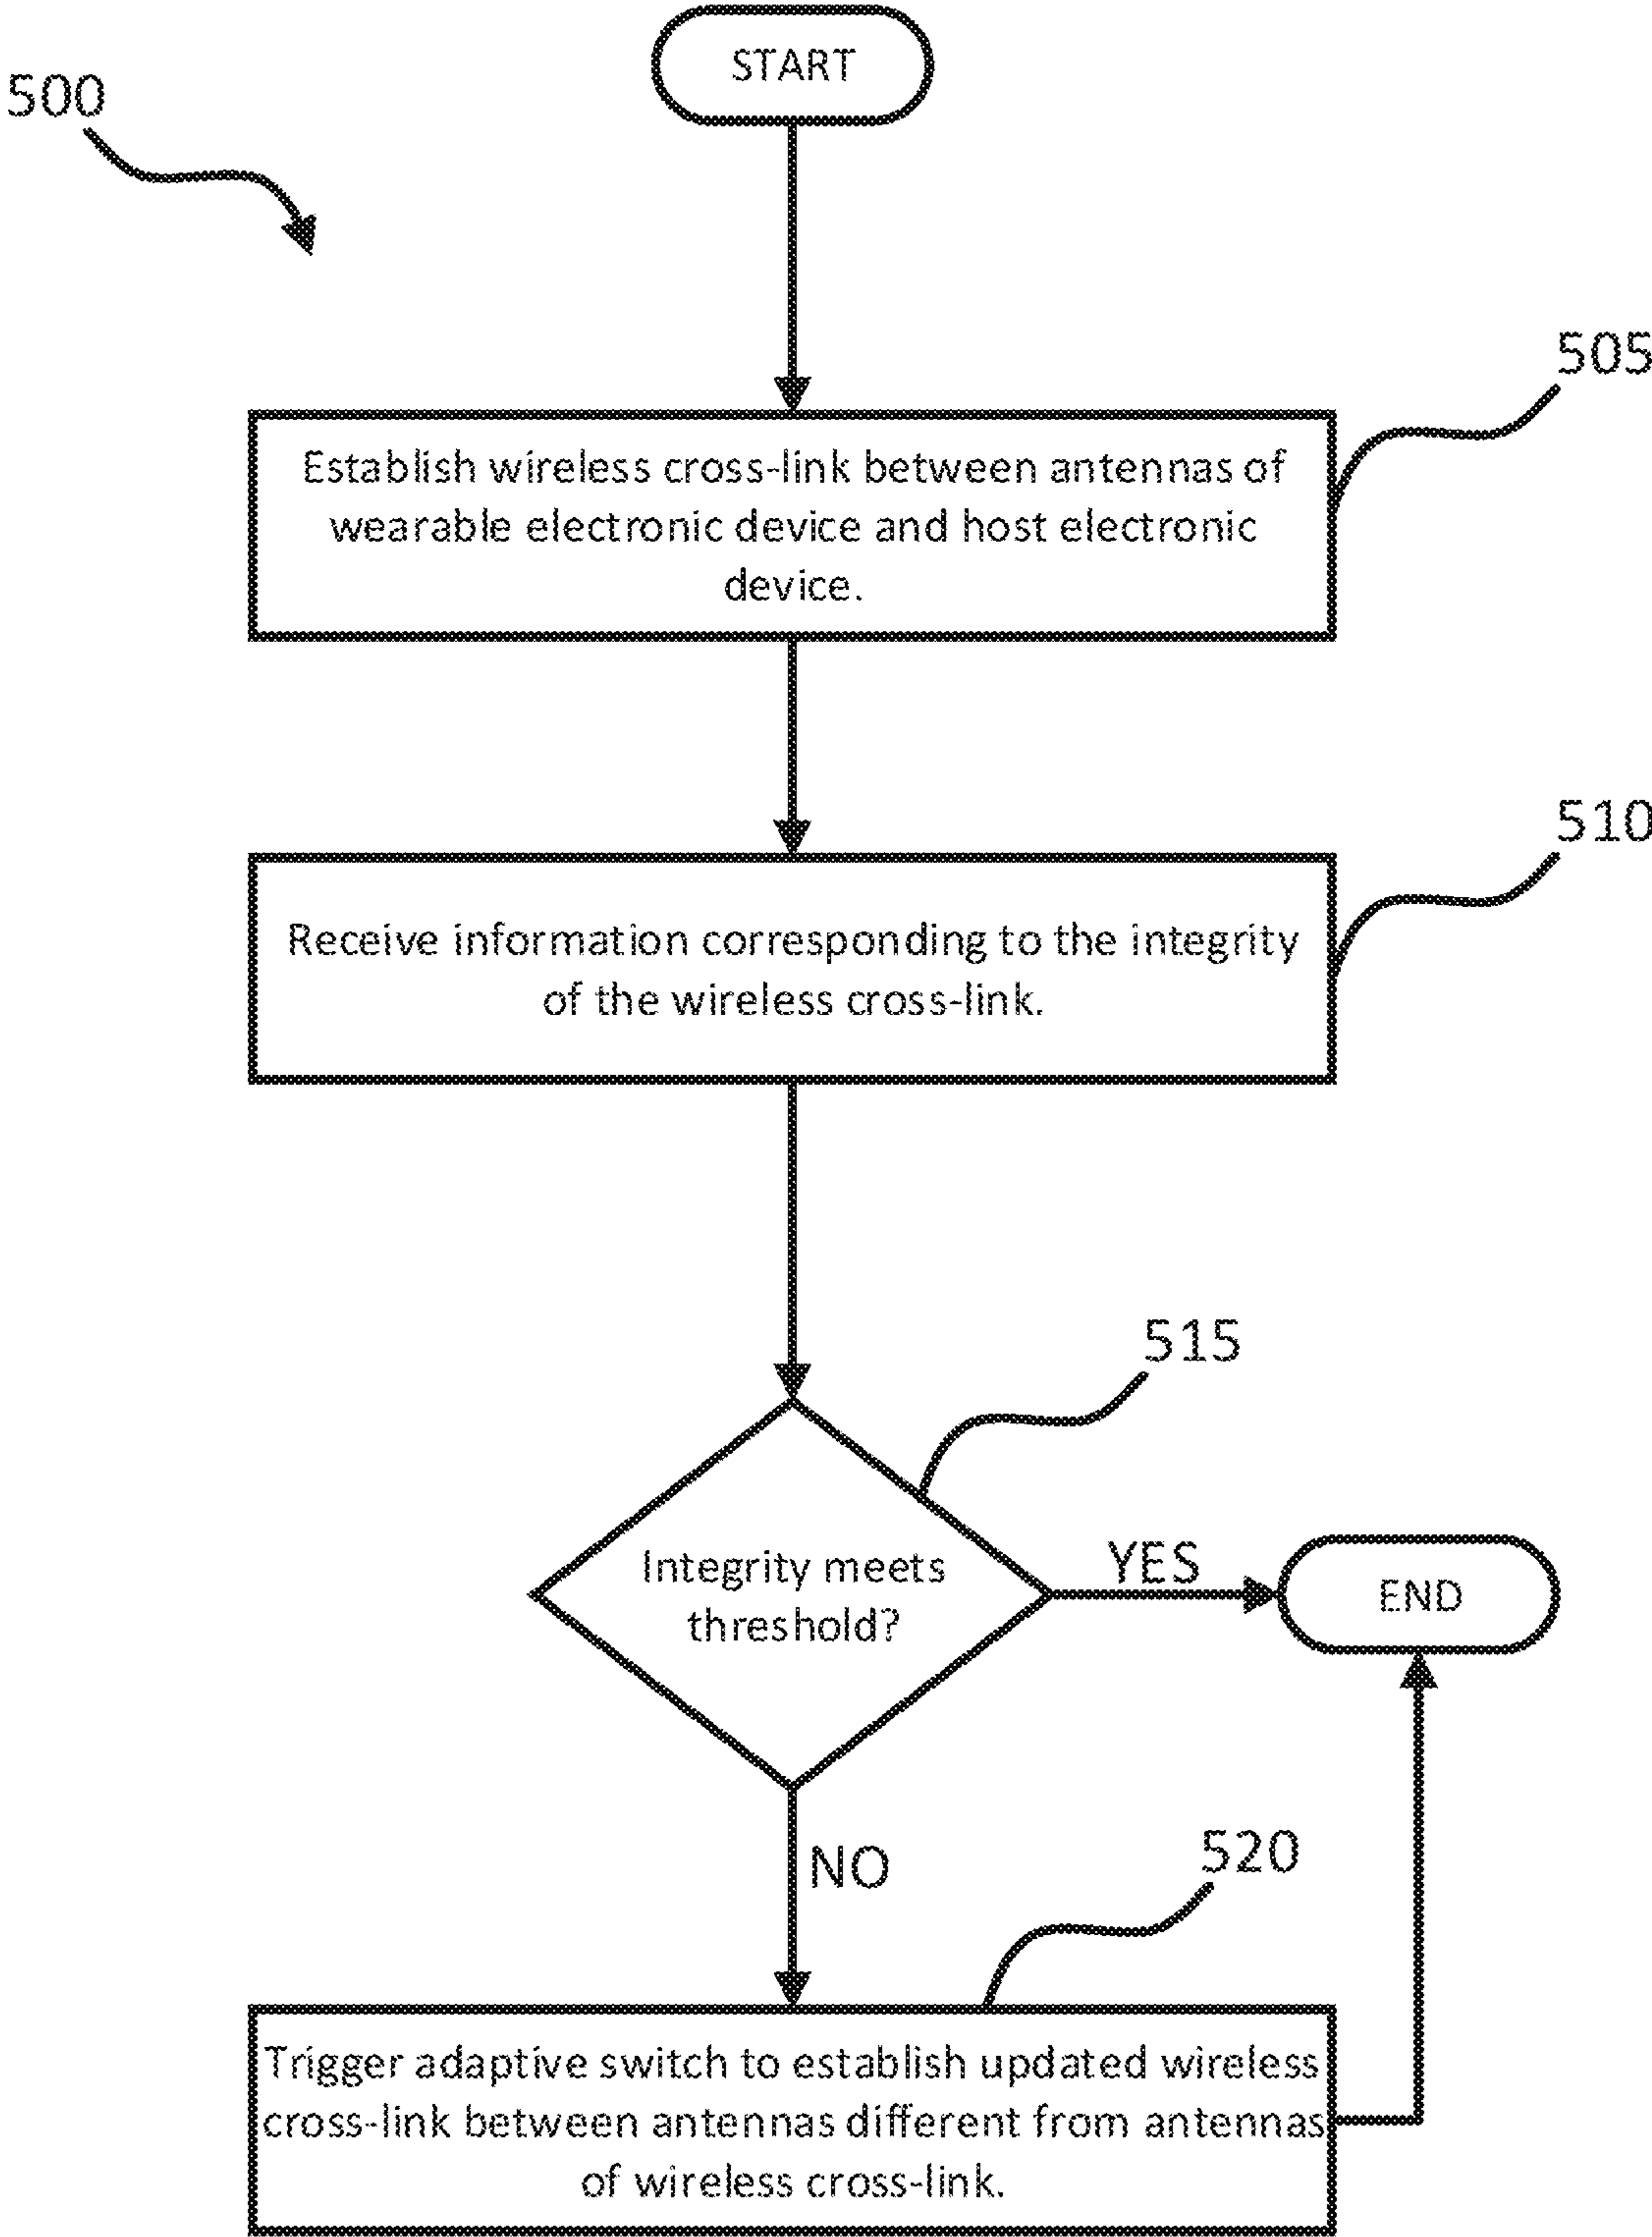 START
500
505
Establish wireless cross-link between antennas of
wearable electronic device and host electronic
device.
510
Receive information corresponding to the integrity
of the wireless cross-link.
515
Integrity meets
threshold?
YES
END
NO
520
Trigger adaptive switch to establish updated wireless
cross-link between antennas different from antennas
of wireless cross-link.